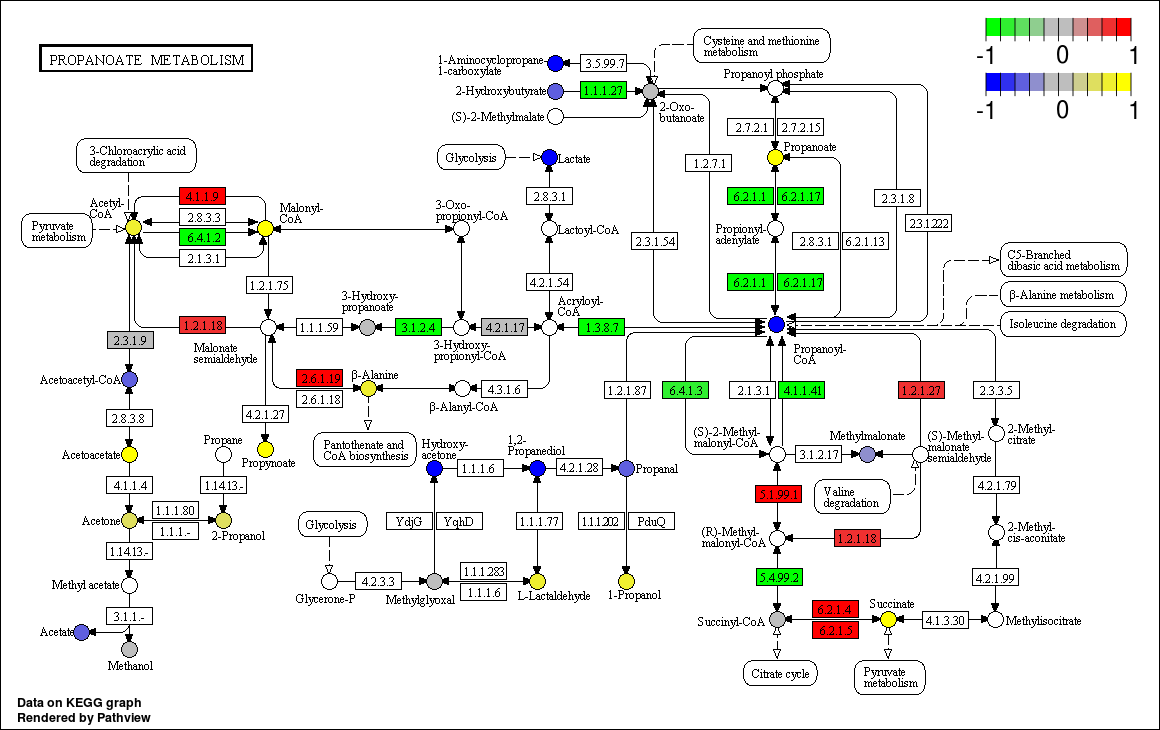 PROPANOATE METABOLISM
-1 0 1
-1 0 1
Cysteine and methionine
metabolism
1-Aminocyclopropane
1-carboxylate
3.5.99.7
2-Hydroxybutyrate
1.1.1.27
2-Oxo-
butanoate
(S)-2-Methylmalate
Propanoyl phosphate
2.7.2.1
2.7.2.15
Propanoate
1.2.7.1
2.3.1.8
2.3.1.222
3-Chloroacrylic acid
degradation
Glycolysis
Lactate
6.2.1.1
6.2.1.17
Acetyl-
CoA
4.1.1.9
2.8.3.3
6.4.1.2
2.1.3.1
Malonyl-
CoA
Pyruvate
metabolism
3-Oxo-
propionyl-CoA
2.8.3.1
Lactoyl-CoA
2.3.1.54
Propionyl-
adenylate
2.8.3.1
6.2.1.13
C5-Branched
dibasic acid metabolism
β-Alanine metabolism
Isoleucine degradation
1.2.1.75
4.2.1.54
6.2.1.1
6.2.1.17
3-Hydroxy-
propanoate
Acryloyl-
CoA
1.2.1.18
1.1.1.59
3.1.2.4
4.2.1.17
1.3.8.7
Malonate
semialdehyde
3-Hydroxy-
propionyl-CoA
Propanoyl-
CoA
2.3.1.9
Acetoacetyl-CoA
2.6.1.19
2.6.1.18
β-Alanine
4.3.1.6
β-Alanyl-CoA
1.2.1.87
6.4.1.3
2.1.3.1
4.1.1.41
1.2.1.27
2.3.3.5
2.8.3.8
4.2.1.27
Pantothenate and
CoA biosynthesis
(S)-2-Methyl-
malonyl-CoA
Methylmalonate
(S)-Methyl-
malonate
semialdehyde
2-Methyl-
citrate
Acetoacetate
Propane
Propynoate
Hydroxy-
acetone
1,2-
Propanediol
1.1.1.6
4.2.1.28
Propanal
3.1.2.17
4.1.1.4
1.14.13.-
Valine
degradation
5.1.99.1
4.2.1.79
Acetone
1.1.1.80
1.1.1.-
2-Propanol
Glycolysis
YdjG
YqhD
1.1.1.77
1.1.1.202
PduQ
(R)-Methyl-
malonyl-CoA
1.2.1.18
2-Methyl-
cis-aconitate
1.14.13.-
Methyl acetate
Glycerone-P
4.2.3.3
Methylglyoxal
1.1.1.283
1.1.1.6
L-Lactaldehyde
1-Propanol
5.4.99.2
4.2.1.99
3.1.1.-
Acetate
Methanol
Succinyl-CoA
6.2.1.4
6.2.1.5
Succinate
4.1.3.30
Methylisocitrate
Citrate cycle
Pyruvate
metabolism
Data on KEGG graph
Rendered by Pathview